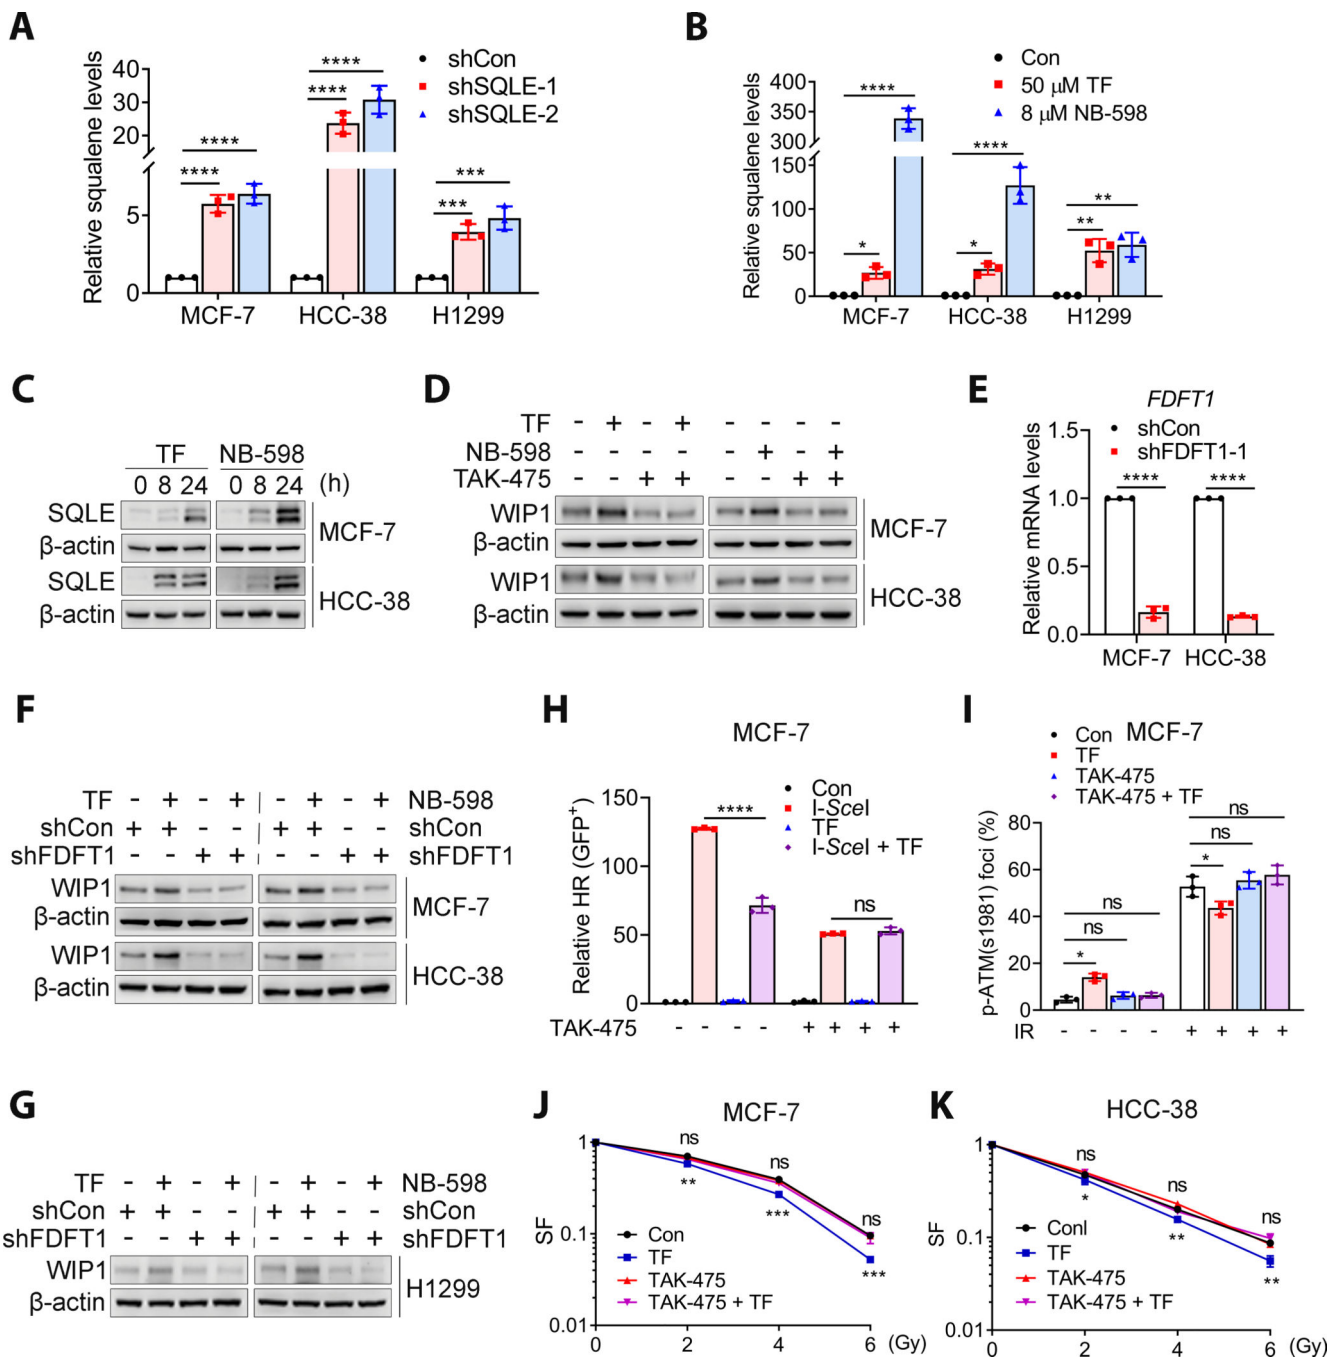 A
Relative squalene levels
40
30
20
5
0
shCon
shSQLE-1
shSQLE-2
****
****
****
****
***
***
MCF-7 HCC-38 H1299
B
Relative squalene levels
400
350
300
150
100
50
0
Con
50 μM TF
8 μM NB-598
****
*
****
*
**
**
MCF-7 HCC-38 H1299
C
TF NB-598
0 8 24 0 8 24 (h)
SQLE
β-actin
MCF-7
SQLE
β-actin
HCC-38
D
TF - + - + - - - -
NB-598 - - - - - + - +
TAK-475 - - + + - - + +
WIP1
β-actin
MCF-7
WIP1
β-actin
HCC-38
E
FDFT1
shCon
shFDFT1-1
Relative mRNA levels
1.5
1.0
0.5
0.0
**** ****
MCF-7 HCC-38
F
TF - + - + - + - + NB-598
shCon + + - - + + - - shCon
shFDFT1 - - + + - - + + shFDFT1
WIP1
β-actin
MCF-7
WIP1
β-actin
HCC-38
G
TF - + - + - + - + NB-598
shCon + + - - + + - - shCon
shFDFT1 - - + + - - + + shFDFT1
WIP1
β-actin
H1299
H
MCF-7
Con
I-SceI
TF
I-SceI + TF
Relative HR (GFP⁺)
150
100
50
0
****
ns
TAK-475 - - - - + + + +
I
MCF-7
Con
TF
TAK-475
TAK-475 + TF
p-ATM(s1981) foci (%)
80
60
40
20
0
ns
ns
*
ns
ns
*
IR - - - - + + + +
J
MCF-7
SF
1
0.1
0.01
ns
**
ns
***
ns
***
Con
TF
TAK-475
TAK-475 + TF
0 2 4 6 (Gy)
K
HCC-38
SF
1
0.1
0.01
ns
*
ns
**
ns
**
Conl
TF
TAK-475
TAK-475 + TF
0 2 4 6 (Gy)